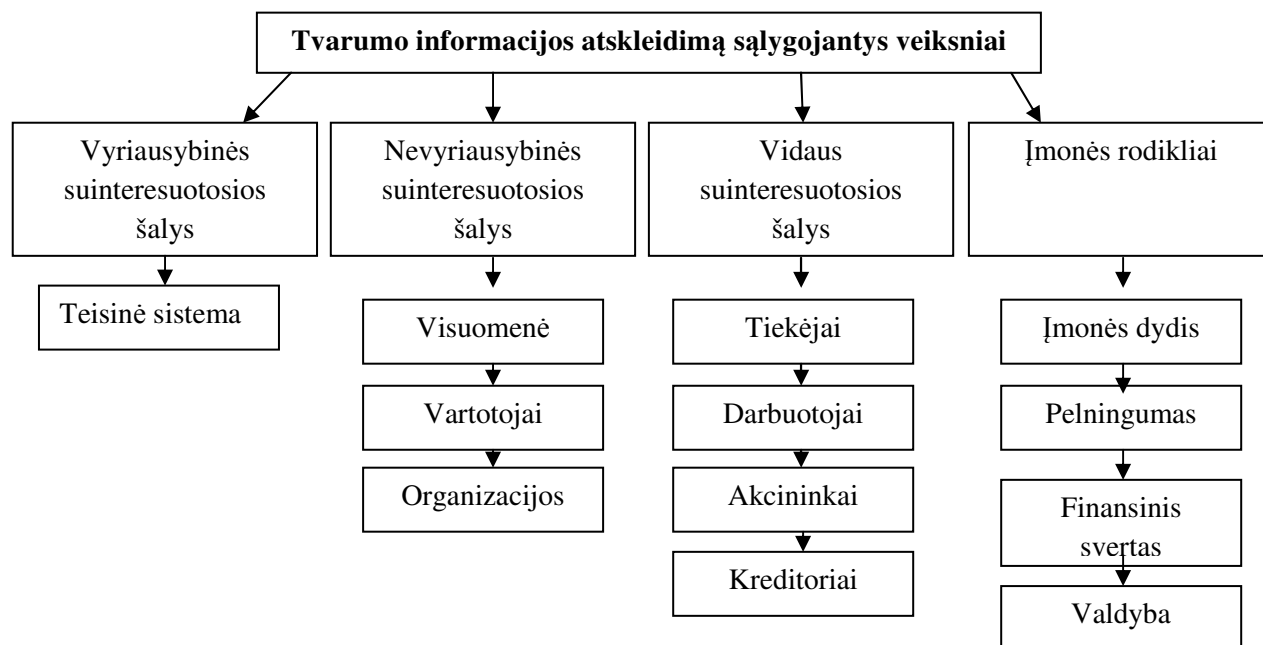 Tvarumo informacijos atskleidimą sąlygojantys veiksniai
Vyriausybinės
suinteresuotosios
šalys
Nevyriausybinės
suinteresuotosios
šalys
Vidaus
suinteresuotosios
šalys
Įmonės rodikliai
Teisinė sistema
Visuomenė
Vartotojai
Organizacijos
Tiekėjai
Darbuotojai
Akcininkai
Kreditoriai
Įmonės dydis
Pelningumas
Finansinis
svertas
Valdyba